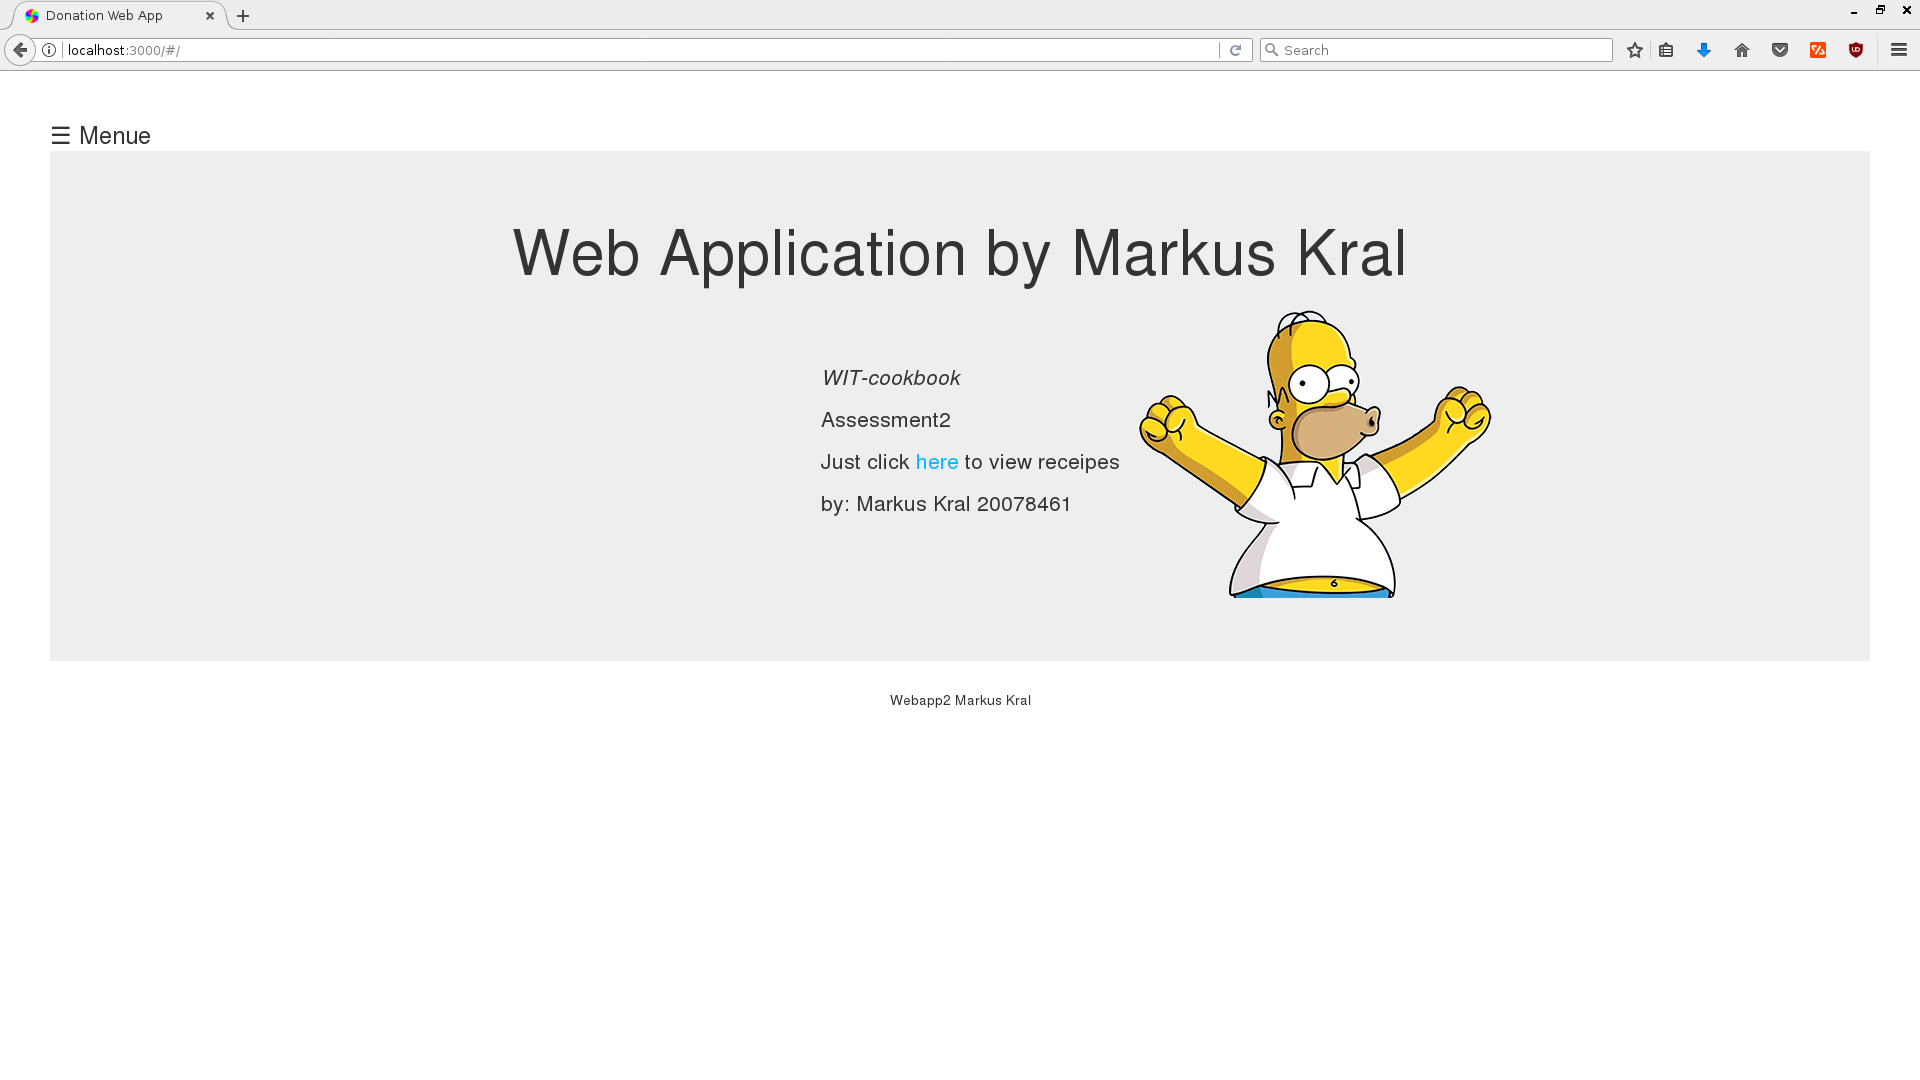 Donation Web App
localhost:3000/#/
Search
☰ Menue
Web Application by Markus Kral
WIT-cookbook
Assessment2
Just click here to view receipes
by: Markus Kral 20078461
Webapp2 Markus Kral